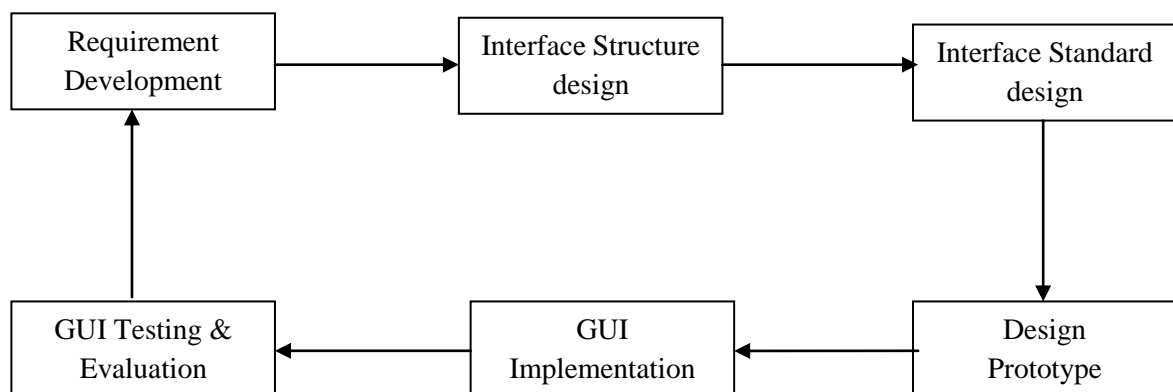 Requirement
Development
Interface Structure
design
Interface Standard
design
GUI Testing &
Evaluation
GUI
Implementation
Design
Prototype